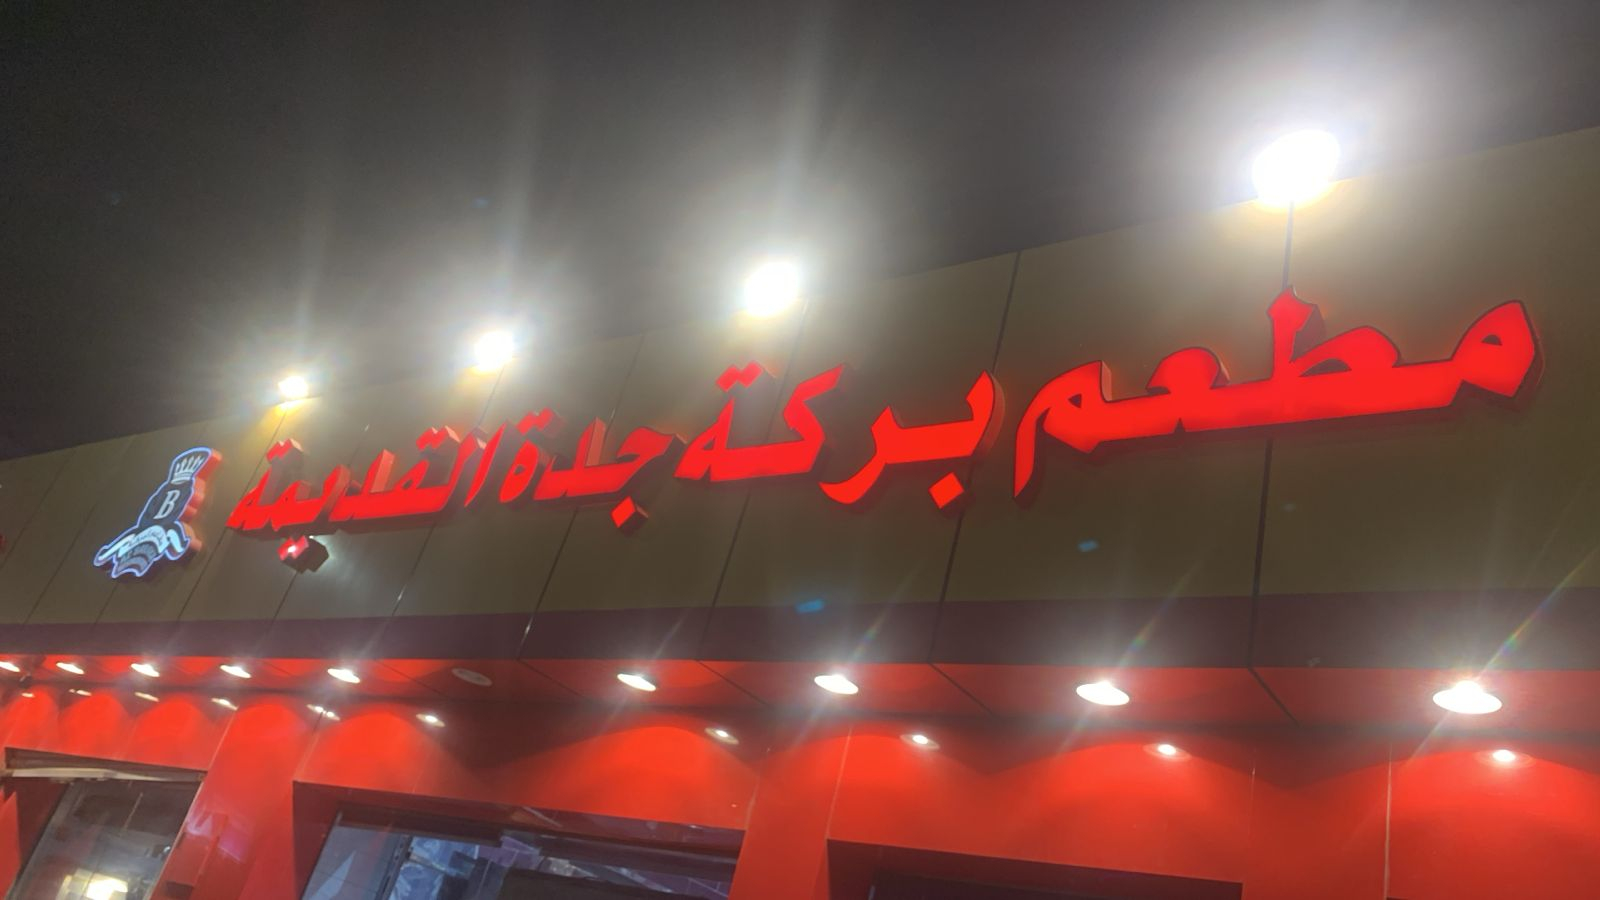 مطعم بركة جدة القديمة
B